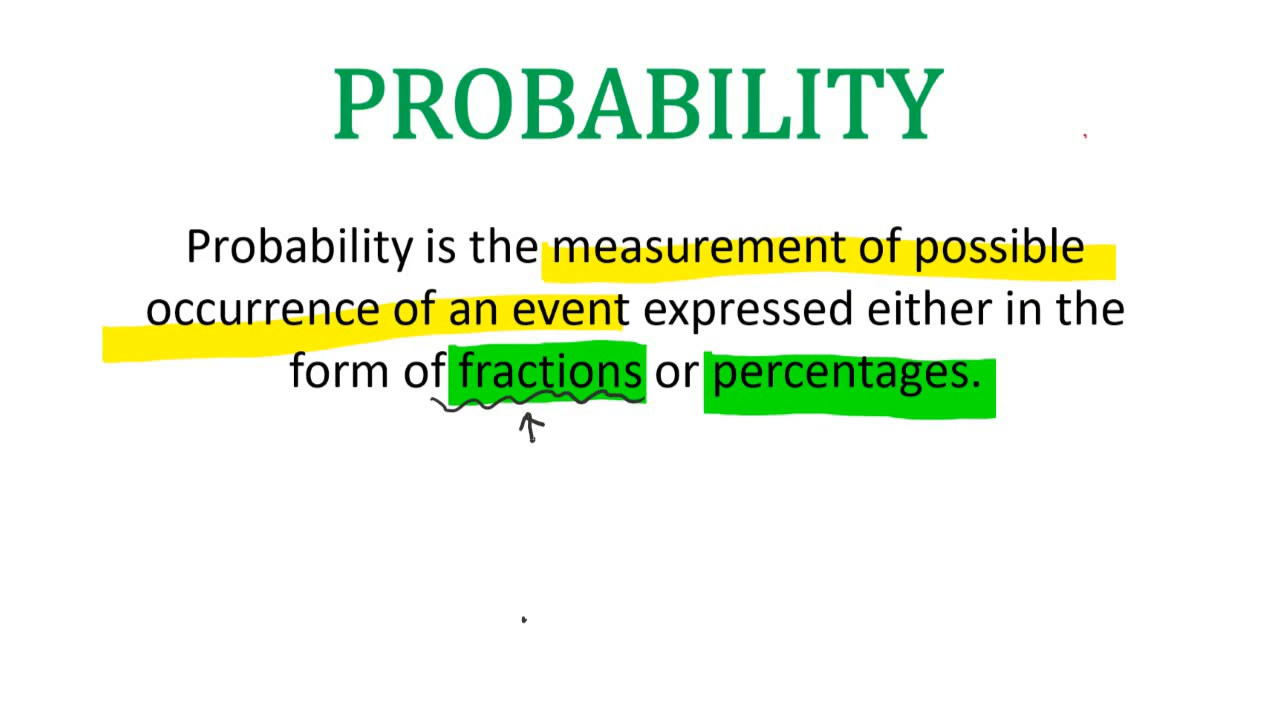 PROBABILITY
Probability is the measurement of possible
occurrence of an event expressed either in the
form of fractions or percentages.